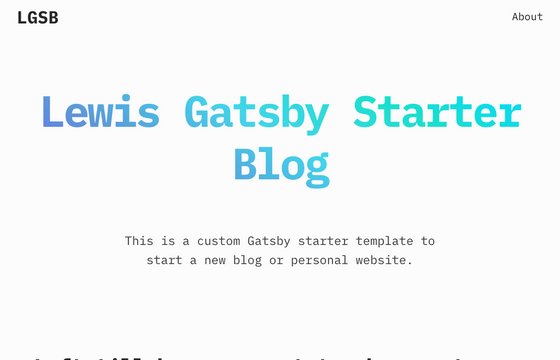 LGSB
About
Lewis Gatsby Starter
Blog
This is a custom Gatsby starter template to
start a new blog or personal website.